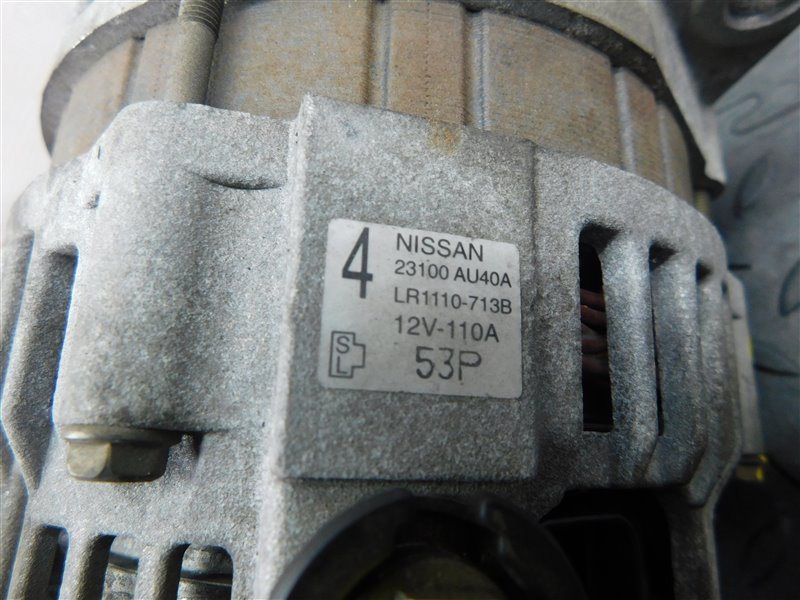 4
NISSAN
23100 AU40A
LR1110-713B
12V-110A
S
L
53P